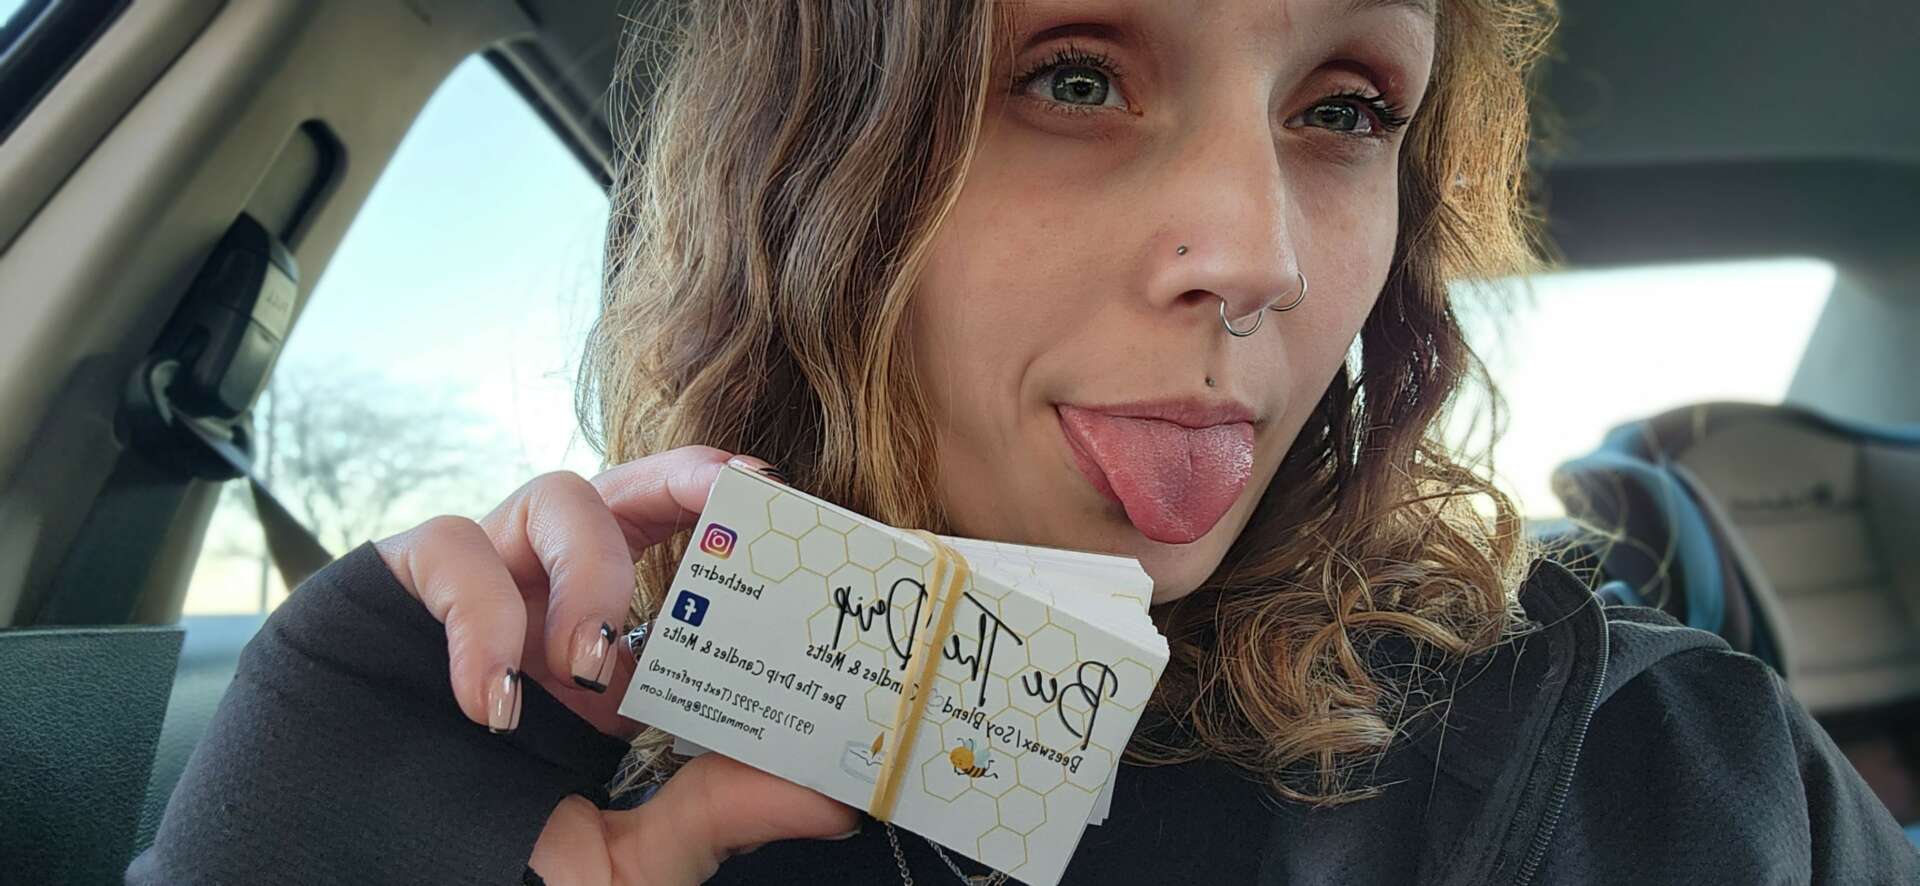 Bee The Drip
Candles & Melts
Beeswax/Soy Blend
beethedrip
Bee The Drip Candles & Melts
(937)203-9292 (Text preferred)
Jmomma1222@gmail.com